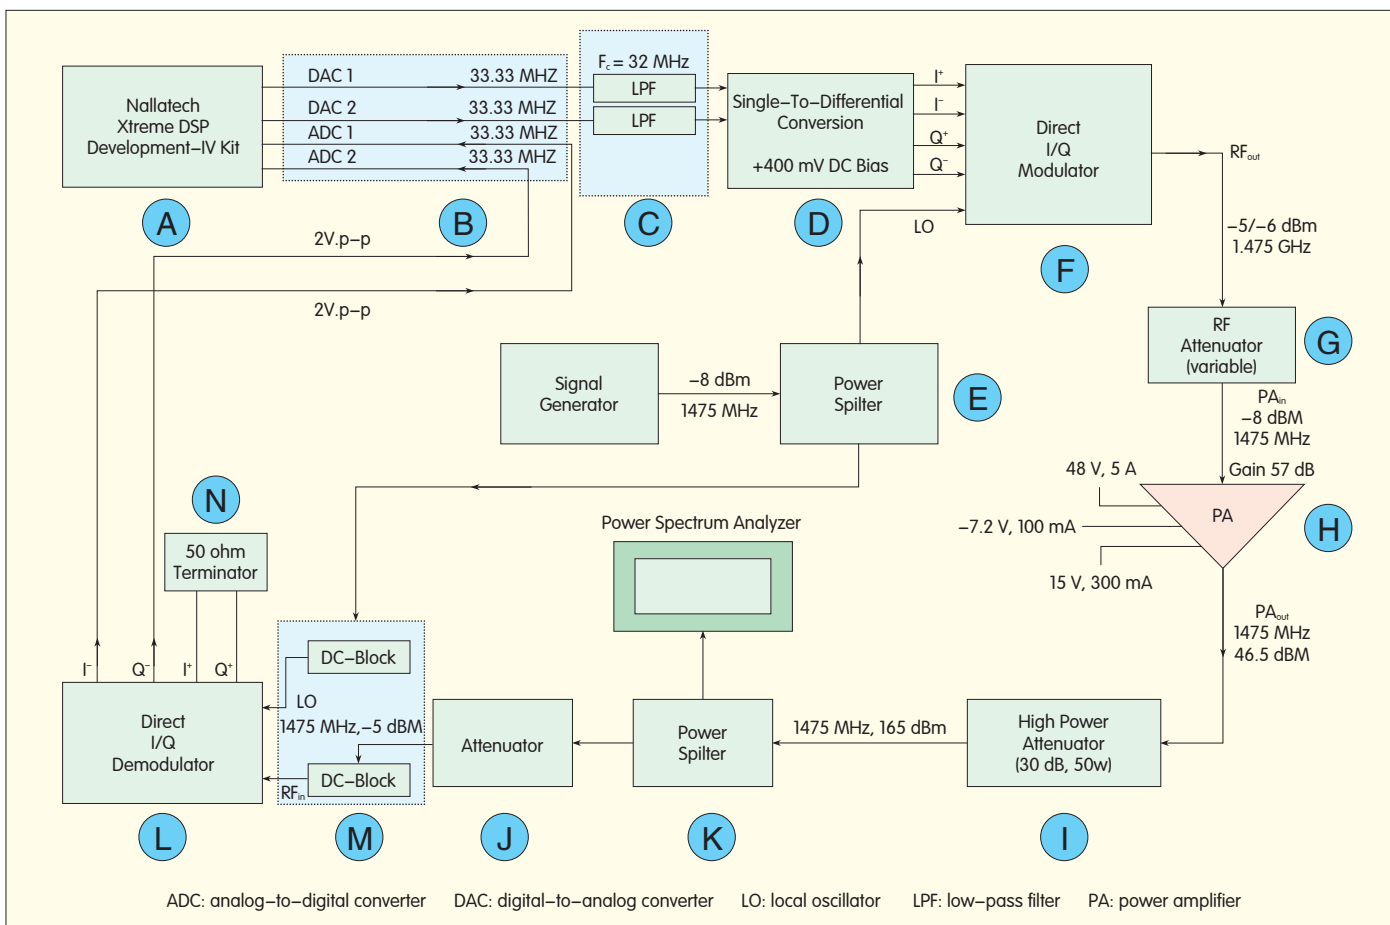 Nallatech
Xtreme DSP
Development-IV Kit
A
DAC 1 33.33 MHZ
DAC 2 33.33 MHZ
ADC 1 33.33 MHZ
ADC 2 33.33 MHZ
B
Fc = 32 MHz
LPF
LPF
C
Single-To-Differential
Conversion
+400 mV DC Bias
D
I+
I-
Q+
Q-
LO
Direct
I/Q
Modulator
F
RFout
-5/-6 dBm
1.475 GHz
2V.p-p
2V.p-p
RF
Attenuator
(variable)
G
Signal
Generator
-8 dBm
1475 MHz
Power
Spilter
E
PAin
-8 dBM
1475 MHz
Gain 57 dB
48 V, 5 A
-7.2 V, 100 mA
15 V, 300 mA
PA
H
N
50 ohm
Terminator
Power Spectrum Analyzer
PAout
1475 MHz
46.5 dBM
I-
Q-
I+
Q+
Direct
I/Q
Demodulator
L
DC-Block
LO
1475 MHz,-5 dBM
DC-Block
RFin
M
Attenuator
J
Power
Spilter
K
1475 MHz, 165 dBm
High Power
Attenuator
(30 dB, 50w)
I
ADC: analog-to-digital converter DAC: digital-to-analog converter LO: local oscillator LPF: low-pass filter PA: power amplifier